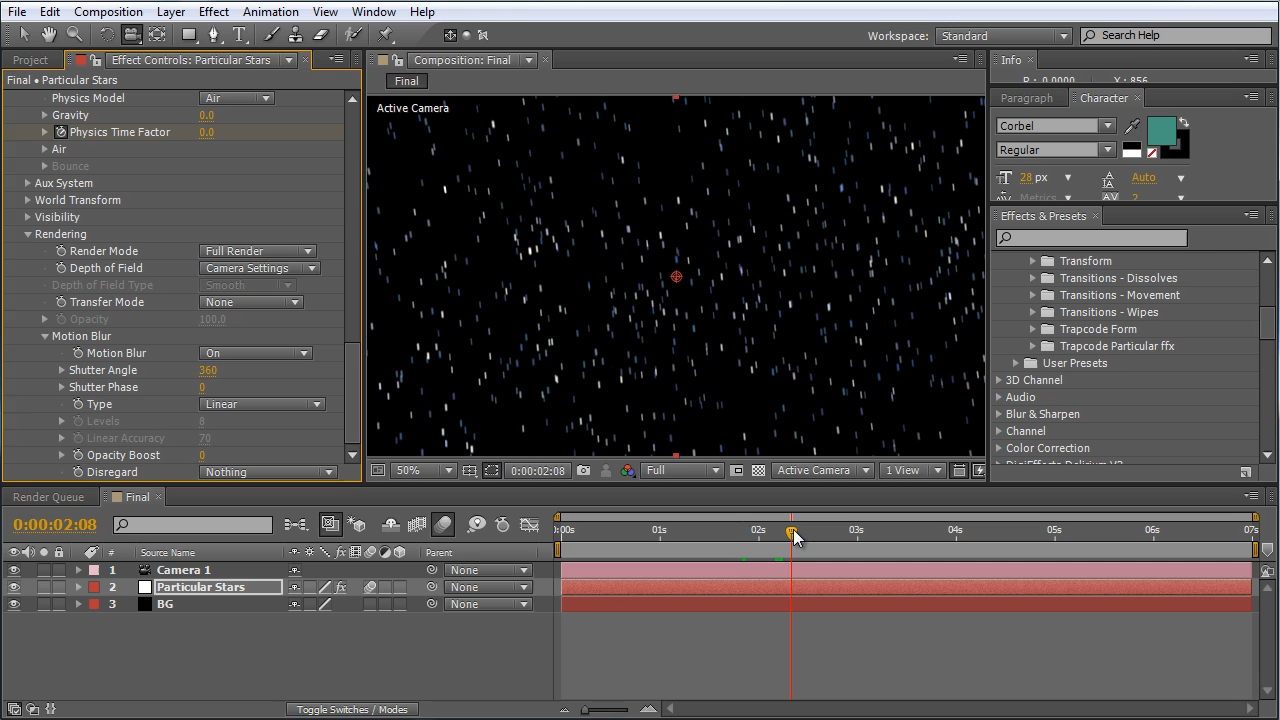 File Edit Composition Layer Effect Animation View Window Help
Workspace: Standard Search Help
Project Effect Controls: Particular Stars
Final • Particular Stars
Physics Model Air
Gravity 0.0
Physics Time Factor 0.0
Air
Bounce
Aux System
World Transform
Visibility
Rendering
Render Mode Full Render
Depth of Field Camera Settings
Depth of Field Type Smooth
Transfer Mode None
Opacity 100.0
Motion Blur
Motion Blur On
Shutter Angle 360
Shutter Phase 0
Type Linear
Levels 8
Linear Accuracy 70
Opacity Boost 0
Disregard Nothing
Composition: Final
Final
Active Camera
50% 0:00:02:08 Full Active Camera 1 View
Info
R : 0.0000 X : 856
Paragraph Character
Corbel
Regular
28 px Auto
Metrics AV 2
Effects & Presets
Transform
Transitions - Dissolves
Transitions - Movement
Transitions - Wipes
Trapcode Form
Trapcode Particular ffx
User Presets
3D Channel
Audio
Blur & Sharpen
Channel
Color Correction
DigiEffects Delirium V2
Render Queue Final
0:00:02:08
# Source Name Parent
1 Camera 1 None
2 Particular Stars fx None
3 BG None
):00s 01s 02s 03s 04s 05s 06s 07s
Toggle Switches / Modes